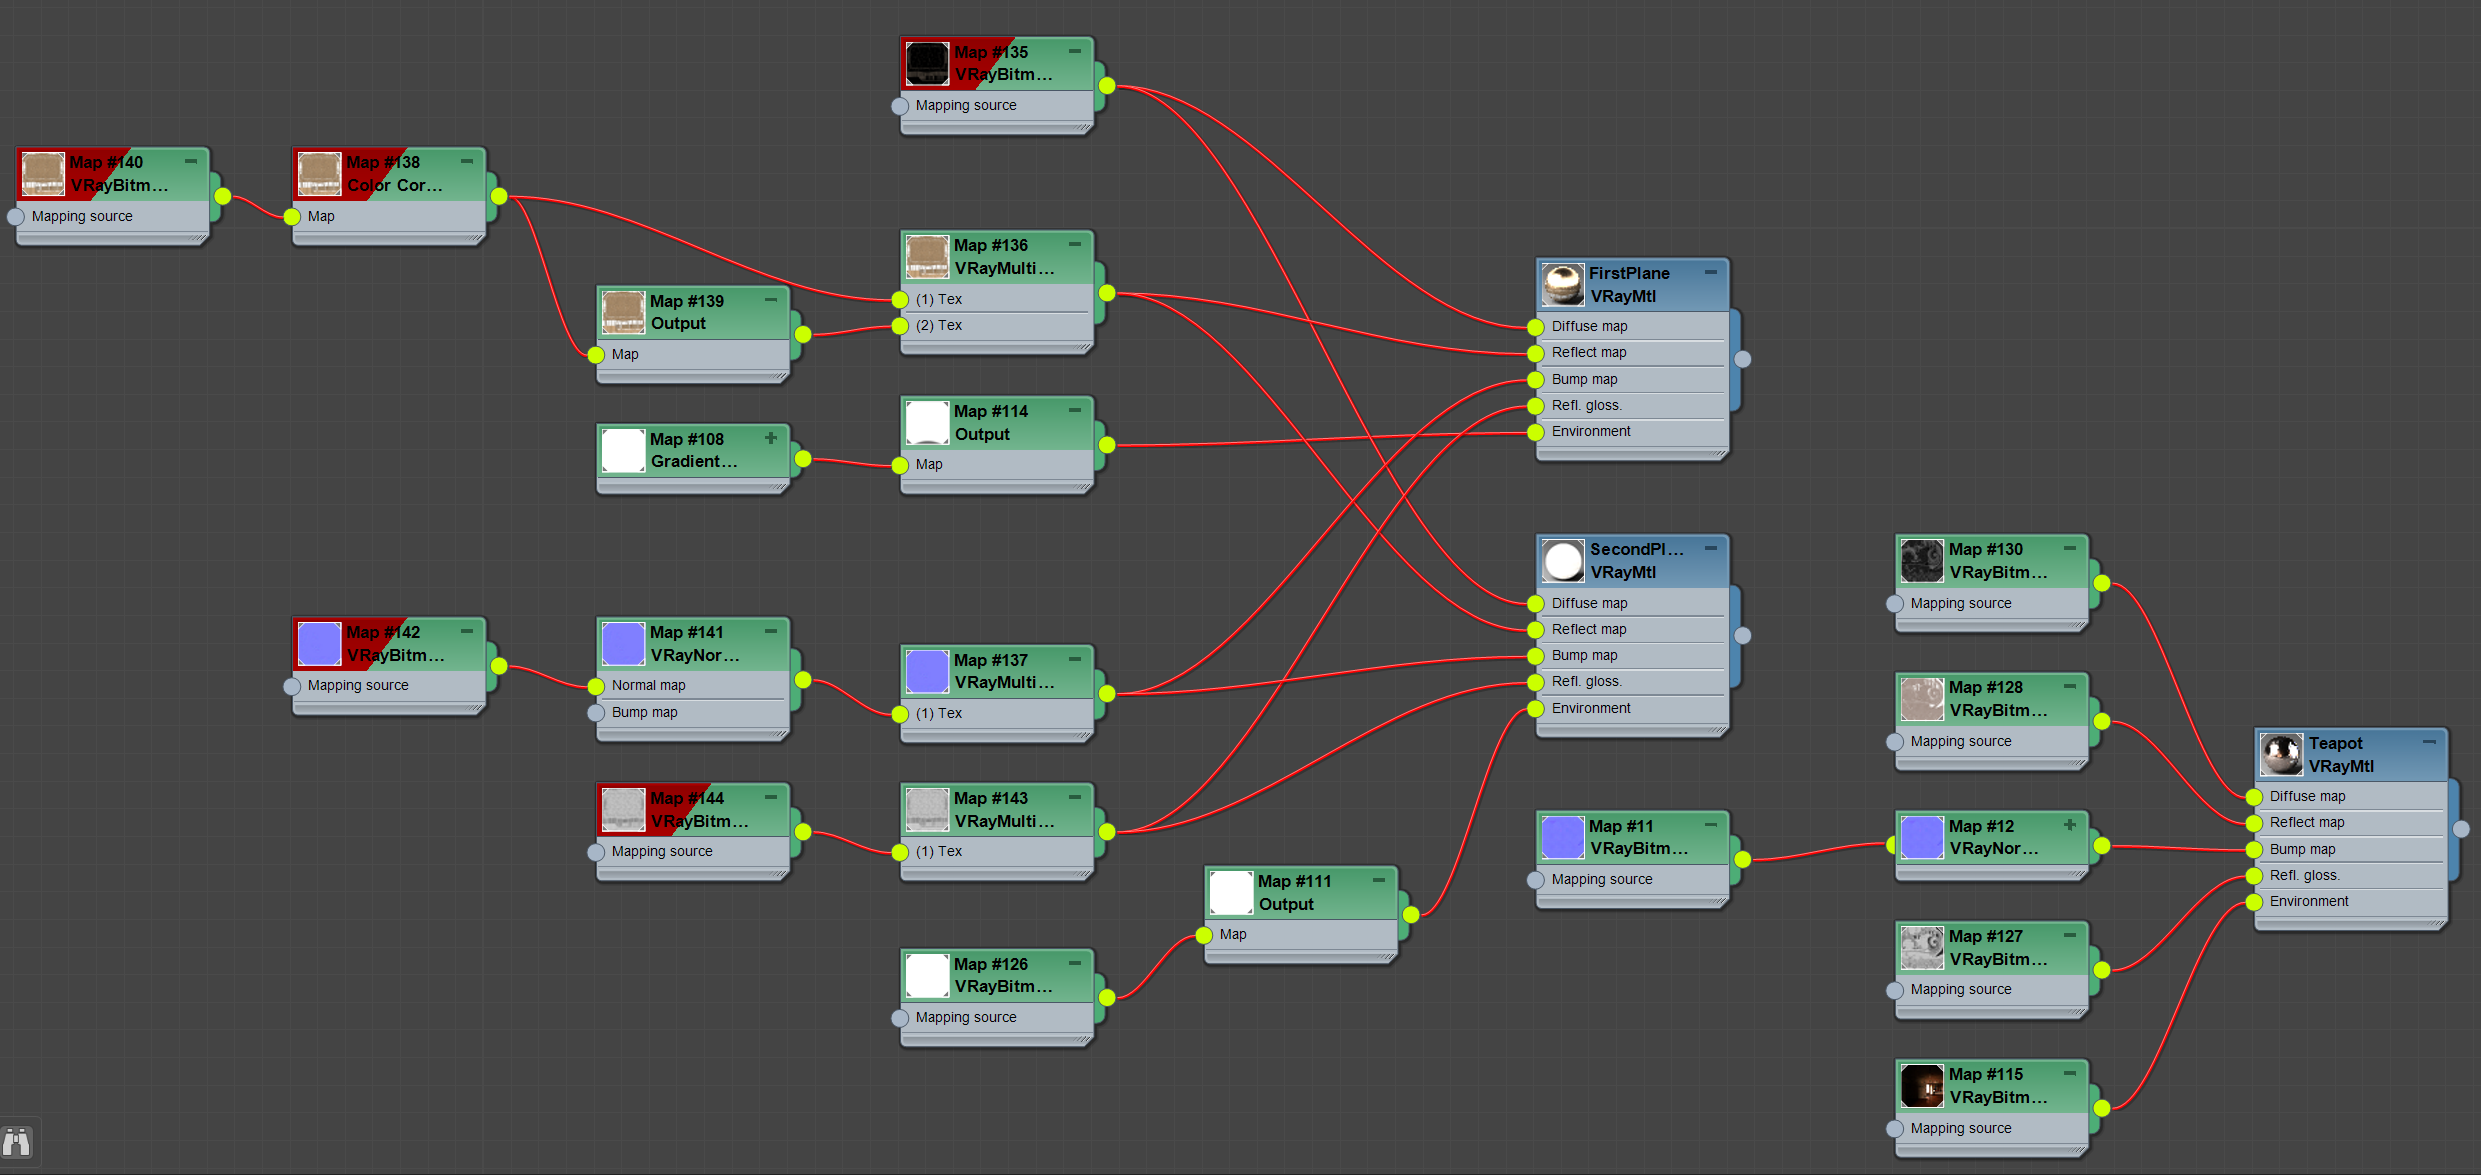 Map #135
VRayBitm...
Mapping source
Map #140
VRayBitm...
Mapping source
Map #138
Color Cor...
Map
Map #136
VRayMulti...
(1) Tex
(2) Tex
Map #139
Output
Map
FirstPlane
VRayMtl
Diffuse map
Reflect map
Bump map
Refl. gloss.
Environment
Map #108
Gradient...
Map #114
Output
Map
SecondPl...
VRayMtl
Diffuse map
Reflect map
Bump map
Refl. gloss.
Environment
Map #130
VRayBitm...
Mapping source
Map #142
VRayBitm...
Mapping source
Map #141
VRayNor...
Normal map
Bump map
Map #137
VRayMulti...
(1) Tex
Map #128
VRayBitm...
Mapping source
Teapot
VRayMtl
Diffuse map
Reflect map
Bump map
Refl. gloss.
Environment
Map #144
VRayBitm...
Mapping source
Map #143
VRayMulti...
(1) Tex
Map #11
VRayBitm...
Mapping source
Map #12
VRayNor...
Map #111
Output
Map
Map #127
VRayBitm...
Mapping source
Map #126
VRayBitm...
Mapping source
Map #115
VRayBitm...
Mapping source